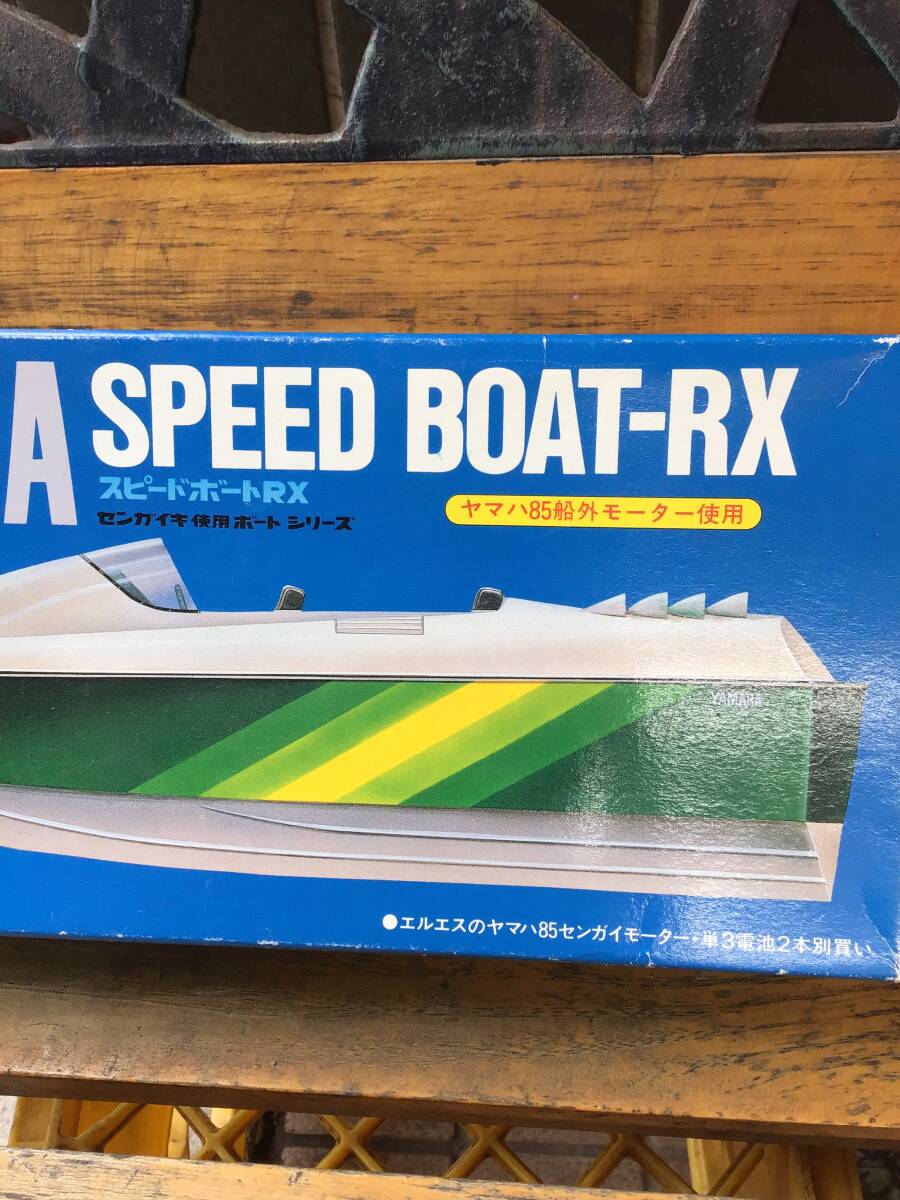 A SPEED BOAT-RX
スピードボートRX
センガイキ使用ボートシリーズ
ヤマハ85船外モーター使用
YAMAHA
●エルエスのヤマハ85センガイモーター・単3電池2本別買い